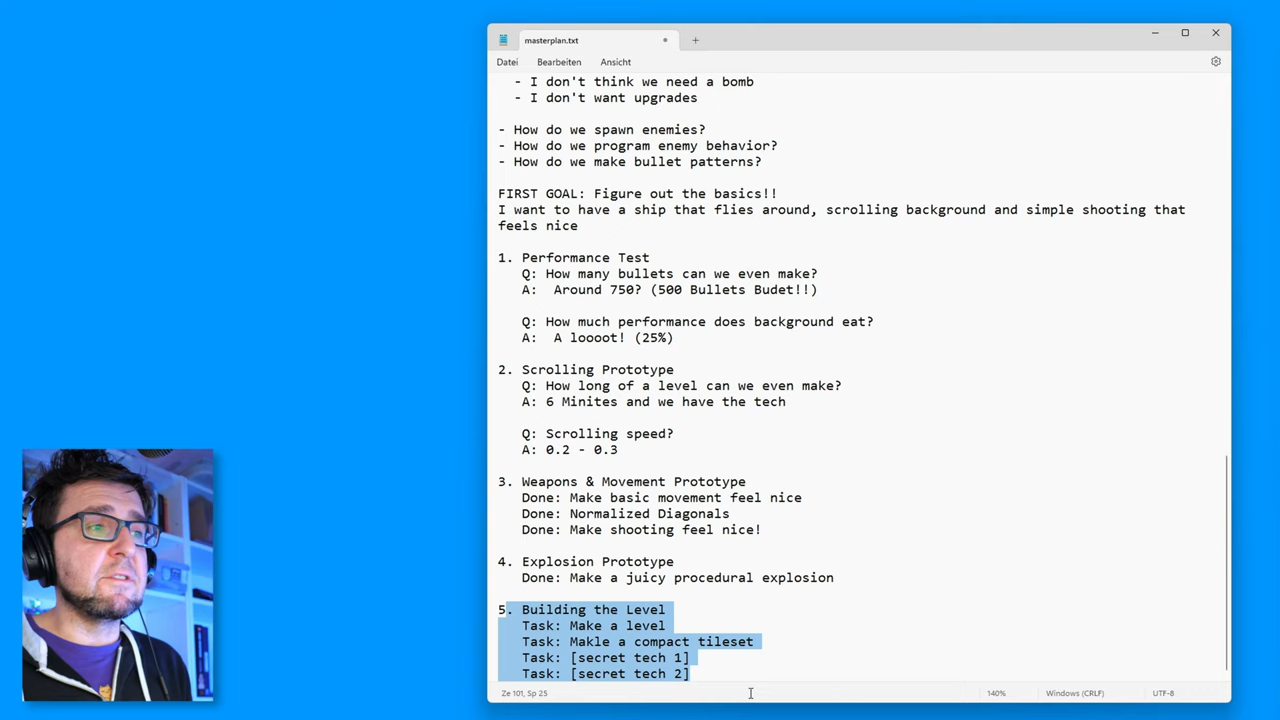 masterplan.txt
Datei Bearbeiten Ansicht
- I don't think we need a bomb
- I don't want upgrades
- How do we spawn enemies?
- How do we program enemy behavior?
- How do we make bullet patterns?
FIRST GOAL: Figure out the basics!!
I want to have a ship that flies around, scrolling background and simple shooting that
feels nice
1. Performance Test
Q: How many bullets can we even make?
A:  Around 750? (500 Bullets Budet!!)
Q: How much performance does background eat?
A:  A loooot! (25%)
2. Scrolling Prototype
Q: How long of a level can we even make?
A: 6 Minites and we have the tech
Q: Scrolling speed?
A: 0.2 - 0.3
3. Weapons & Movement Prototype
Done: Make basic movement feel nice
Done: Normalized Diagonals
Done: Make shooting feel nice!
4. Explosion Prototype
Done: Make a juicy procedural explosion
5. Building the Level
Task: Make a level
Task: Makle a compact tileset
Task: [secret tech 1]
Task: [secret tech 2]
Ze 101, Sp 25 140% Windows (CRLF) UTF-8